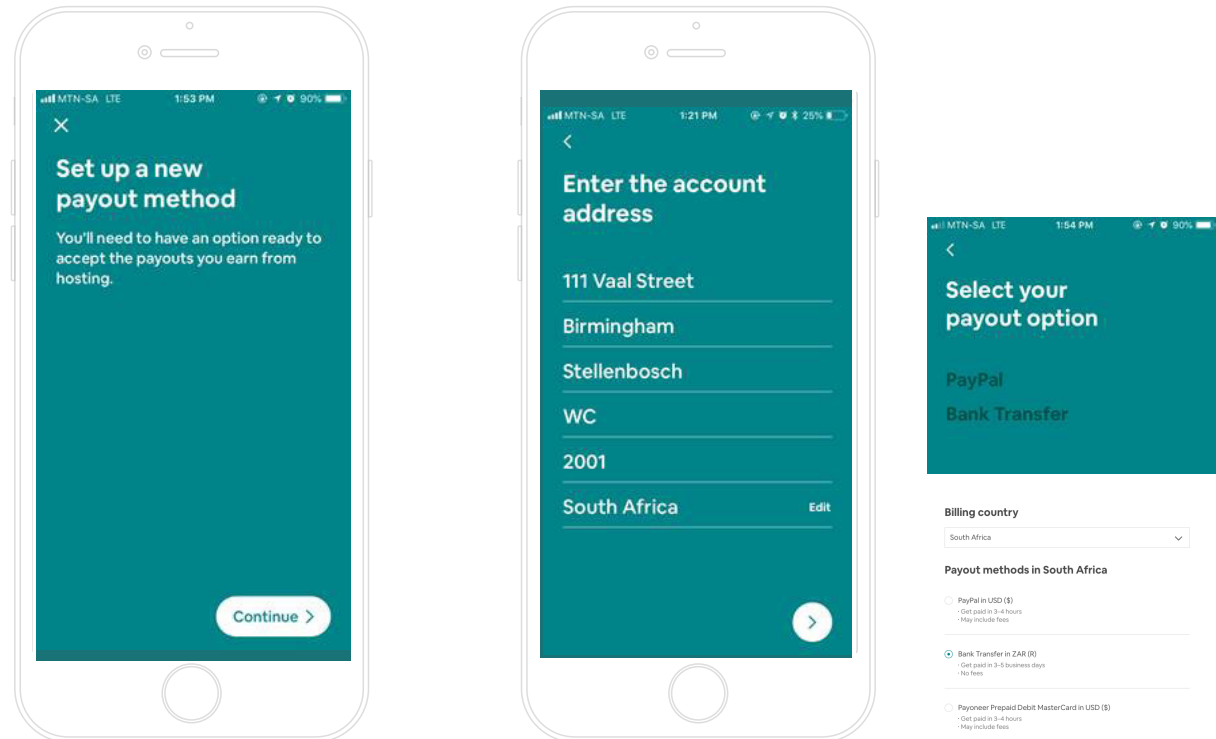 MTN-SA LTE 1:53 PM 90%
Set up a new
payout method
You'll need to have an option ready to
accept the payouts you earn from
hosting.
Continue
MTN-SA LTE 1:21 PM 25%
Enter the account
address
111 Vaal Street
Birmingham
Stellenbosch
WC
2001
South Africa Edit
MTN-SA LTE 1:54 PM 90%
Select your
payout option
PayPal
Bank Transfer
Billing country
South Africa
Payout methods in South Africa
PayPal in USD ($)
· Get paid in 3-4 hours
· May include fees
Bank Transfer in ZAR (R)
· Get paid in 3-5 business days
· No fees
Payoneer Prepaid Debit MasterCard in USD ($)
· Get paid in 3-4 hours
· May include fees